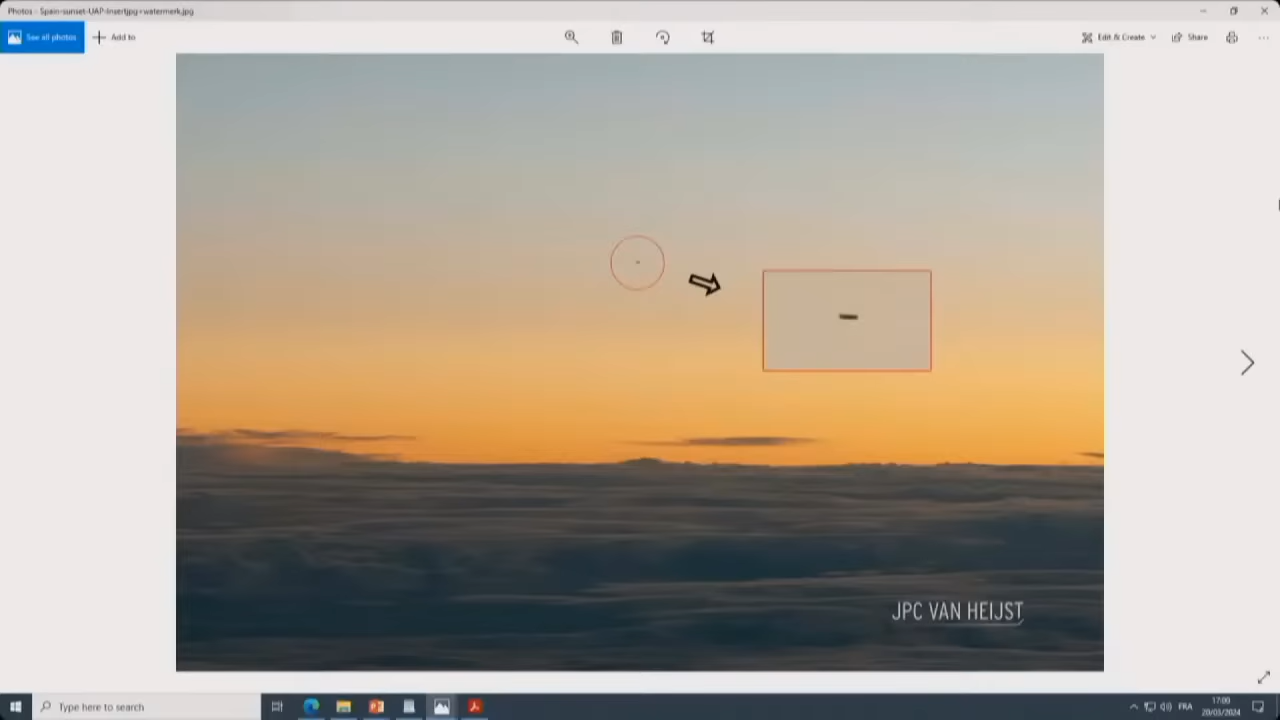 Photos - Spain-sunset-UAP-Insertjpg+watermerk.jpg
See all photos
Add to
Edit & Create
Share
JPC VAN HEIJST
Type here to search
FRA
17:00
20/03/2024